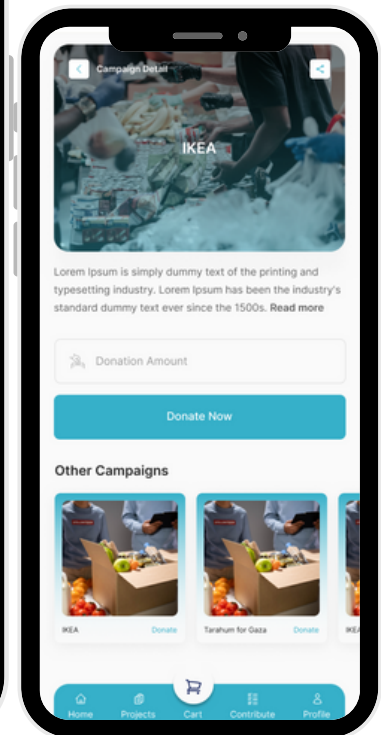 Campaign Detail
IKEA
Lorem Ipsum is simply dummy text of the printing and
typesetting industry. Lorem Ipsum has been the industry's
standard dummy text ever since the 1500s. Read more
Donation Amount
Donate Now
Other Campaigns
IKEA Donate
Tarahum for Gaza Donate
IKEA
Home Projects Cart Contribute Profile